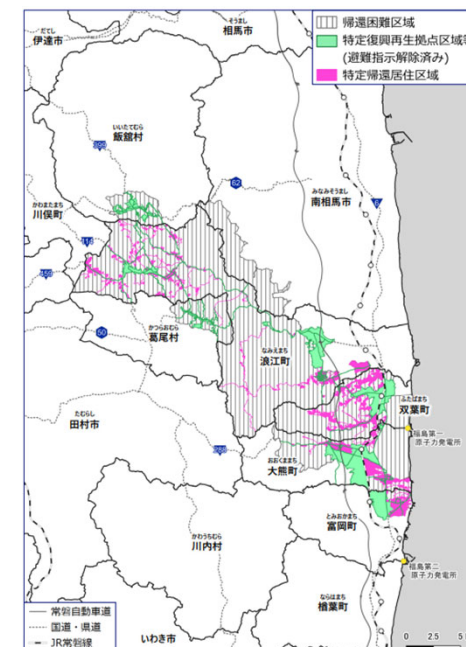 帰還困難区域
特定復興再生拠点区域等
(避難指示解除済み)
特定帰還居住区域
だてし
伊達市
そうまし
相馬市
いいたてむら
飯舘村
かわまたまち
川俣町
みなみそうまし
南相馬市
かつらおむら
葛尾村
なみえまち
浪江町
ふたばまち
双葉町
福島第一
原子力発電所
たむらし
田村市
おおくままち
大熊町
とみおかまち
富岡町
かわうちむら
川内村
福島第二
原子力発電所
ならはまち
楢葉町
いわき市
常磐自動車道
国道・県道
JR常磐線
0 2.5 5